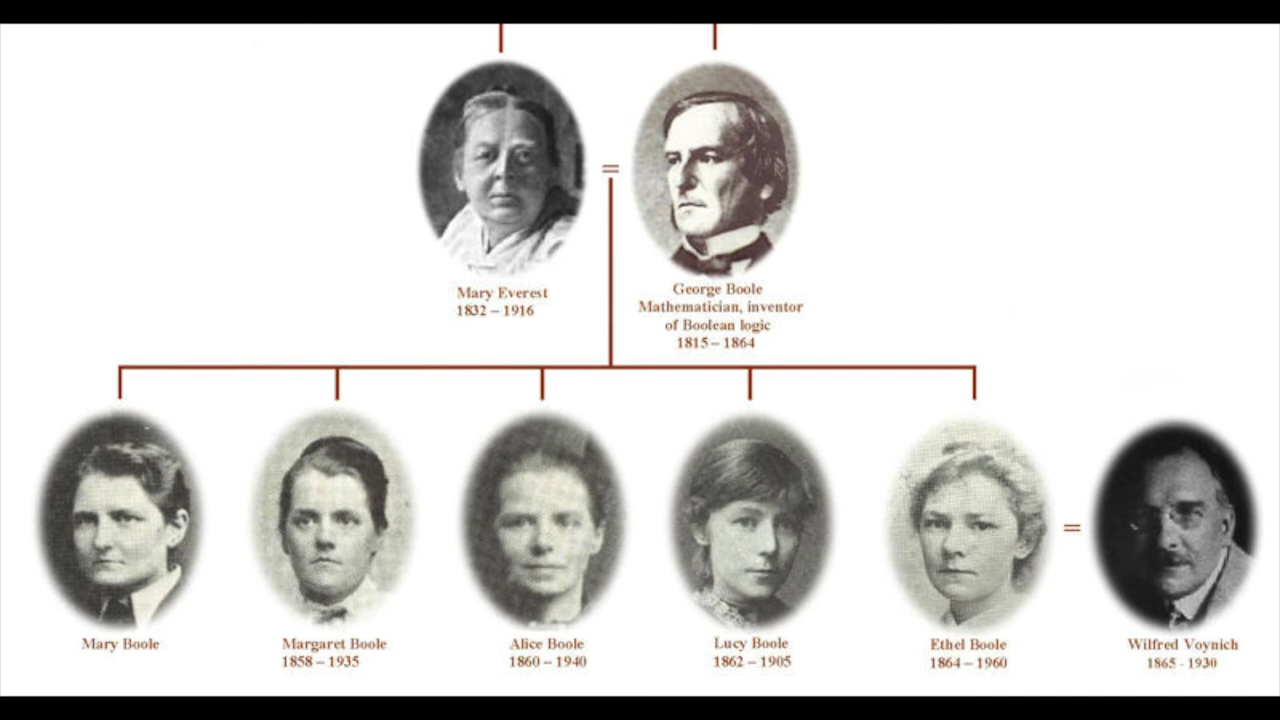 =
Mary Everest
1832 – 1916
George Boole
Mathematician, inventor
of Boolean logic
1815 – 1864
=
Mary Boole
Margaret Boole
1858 – 1935
Alice Boole
1860 – 1940
Lucy Boole
1862 – 1905
Ethel Boole
1864 – 1960
Wilfred Voynich
1865 - 1930